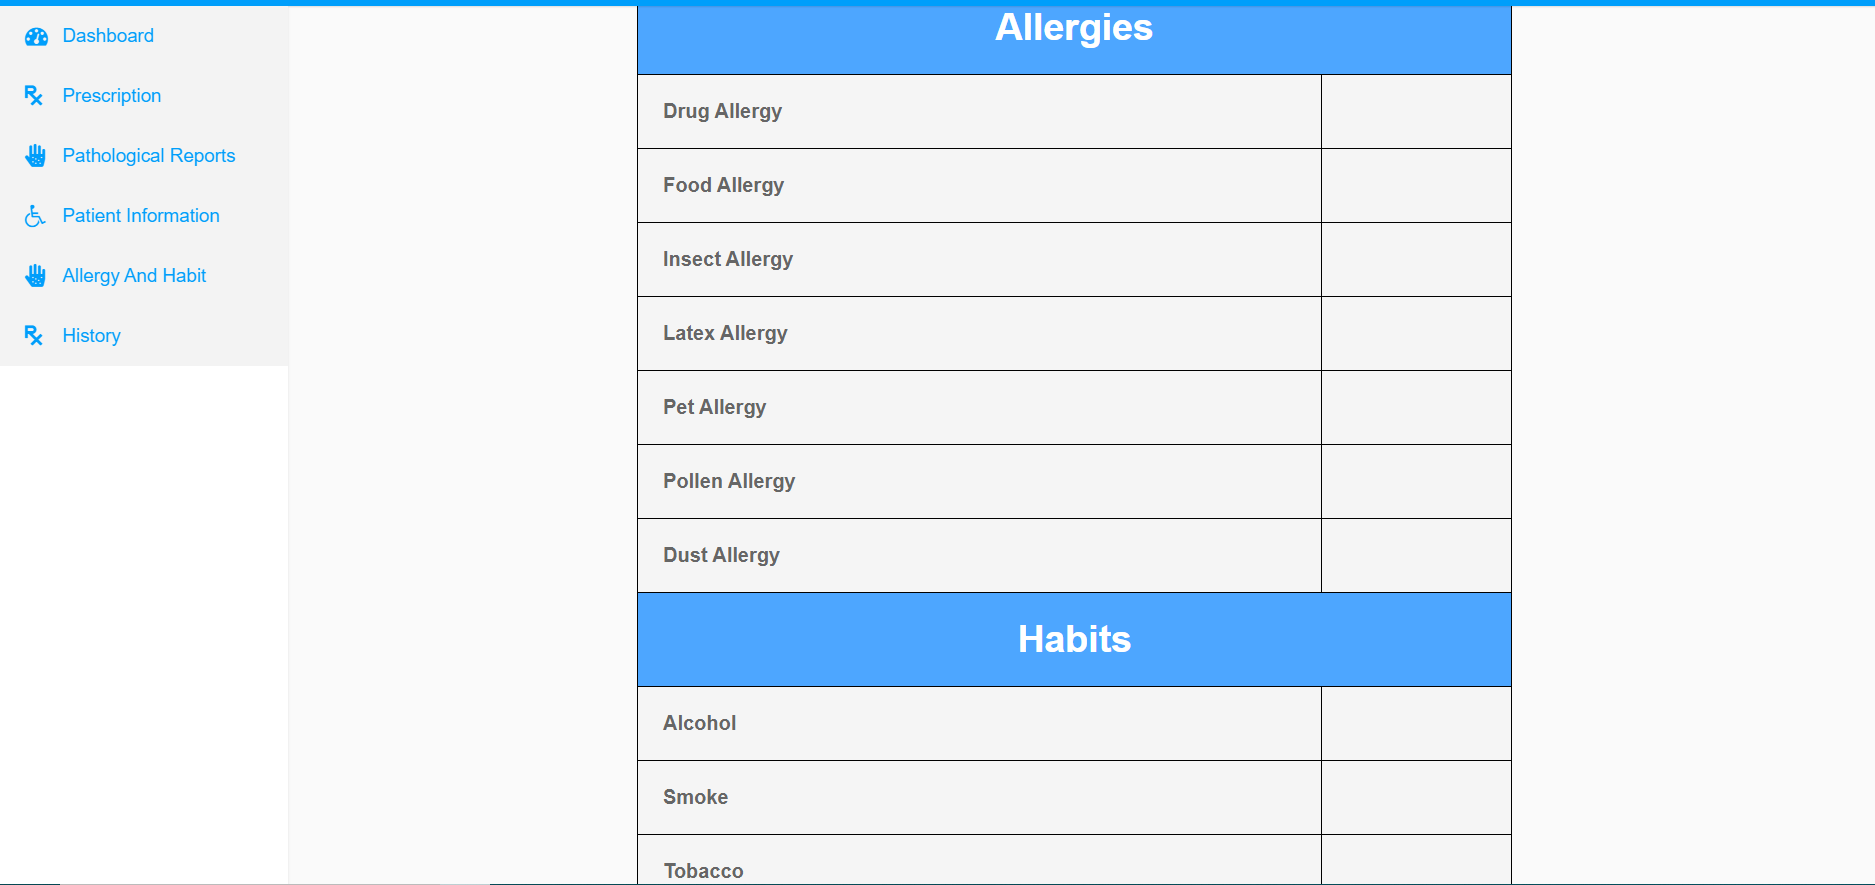 Dashboard
Prescription
Pathological Reports
Patient Information
Allergy And Habit
History
Allergies
Drug Allergy
Food Allergy
Insect Allergy
Latex Allergy
Pet Allergy
Pollen Allergy
Dust Allergy
Habits
Alcohol
Smoke
Tobacco